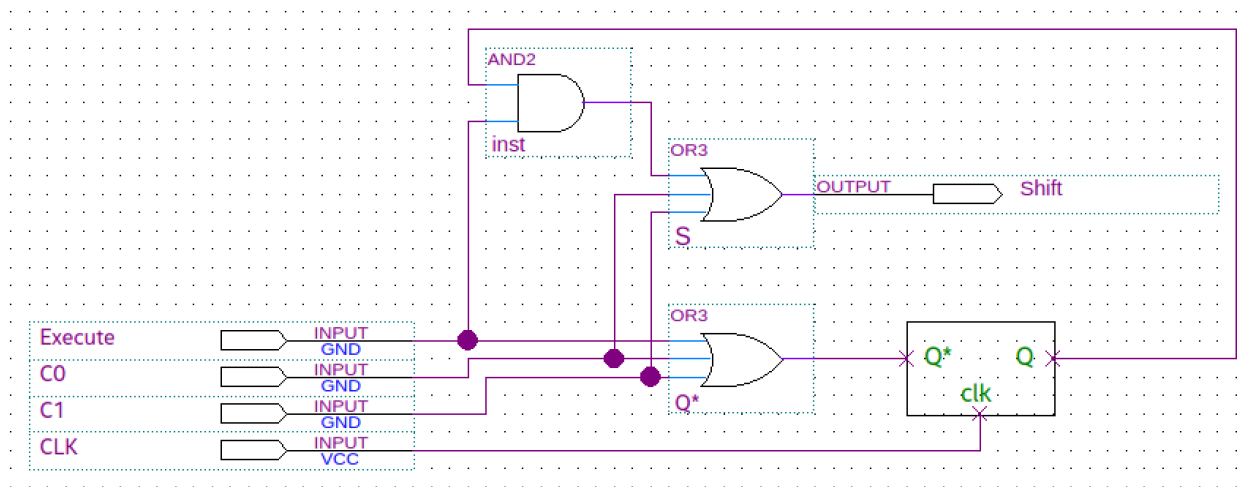 AND2
inst
OR3
OUTPUT
Shift
S
OR3
Execute
INPUT
GND
C0
INPUT
GND
C1
INPUT
GND
CLK
INPUT
VCC
Q*
Q*
Q
clk